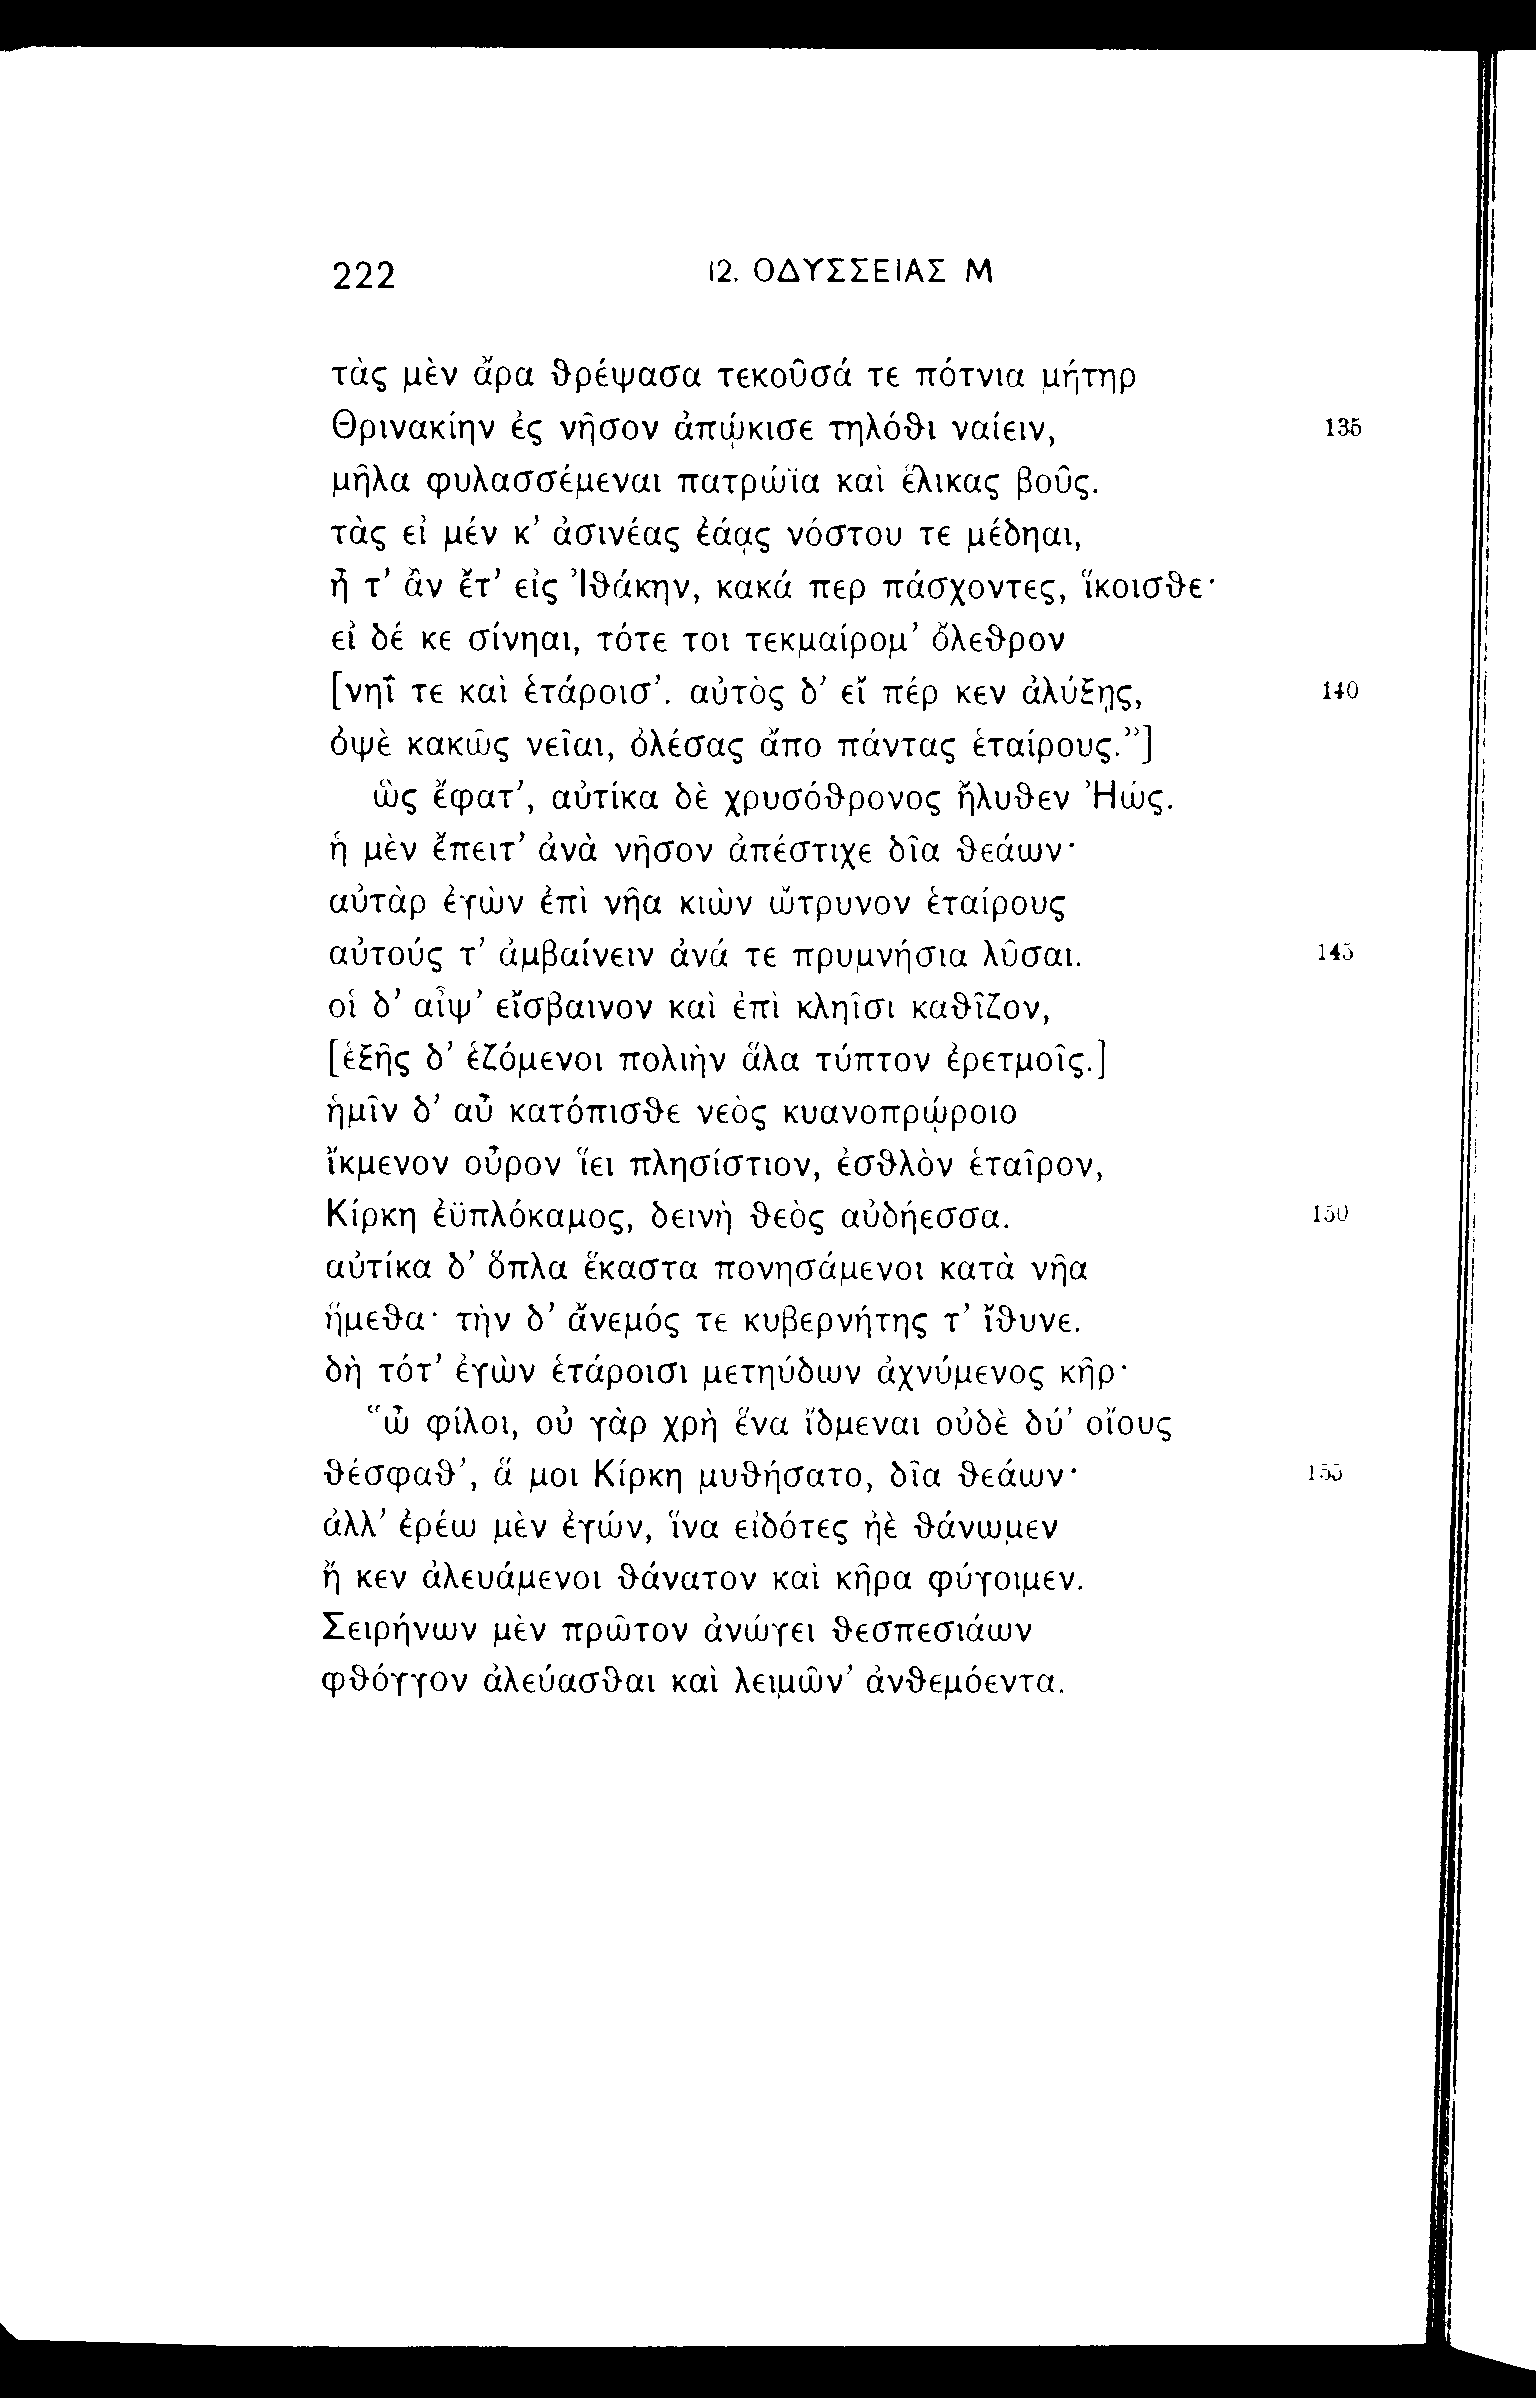 222 12. ΟΔΥΣΣΕΙΑΣ Μ
τὰς μὲν ἄρα θρέψασα τεκοῦσά τε πότνια μήτηρ
Θρινακίην ἐς νῆσον ἀπῴκισε τηλόθι ναίειν, 135
μῆλα φυλασσέμεναι πατρώϊα καὶ ἕλικας βοῦς.
τὰς εἰ μέν κ’ ἀσινέας ἐάᾳς νόστου τε μέδηαι,
ἦ τ’ ἂν ἔτ’ εἰς Ἰθάκην, κακά περ πάσχοντες, ἵκοισθε·
εἰ δέ κε σίνηαι, τότε τοι τεκμαίρομ’ ὄλεθρον
[νηΐ τε καὶ ἑτάροισ’. αὐτὸς δ’ εἴ πέρ κεν ἀλύξῃς, 140
ὀψὲ κακῶς νεῖαι, ὀλέσας ἄπο πάντας ἑταίρους.”]
ὣς ἔφατ’, αὐτίκα δὲ χρυσόθρονος ἤλυθεν Ἠώς.
ἡ μὲν ἔπειτ’ ἀνὰ νῆσον ἀπέστιχε δῖα θεάων·
αὐτὰρ ἐγὼν ἐπὶ νῆα κιὼν ὤτρυνον ἑταίρους
αὐτούς τ’ ἀμβαίνειν ἀνά τε πρυμνήσια λῦσαι. 145
οἱ δ’ αἶψ’ εἴσβαινον καὶ ἐπὶ κληῖσι καθῖζον,
[ἑξῆς δ’ ἑζόμενοι πολιὴν ἅλα τύπτον ἐρετμοῖς.]
ἡμῖν δ’ αὖ κατόπισθε νεὸς κυανοπρῴροιο
ἴκμενον οὖρον ἵει πλησίστιον, ἐσθλὸν ἑταῖρον,
Κίρκη ἐϋπλόκαμος, δεινὴ θεὸς αὐδήεσσα. 150
αὐτίκα δ’ ὅπλα ἕκαστα πονησάμενοι κατὰ νῆα
ἥμεθα· τὴν δ’ ἄνεμός τε κυβερνήτης τ’ ἴθυνε.
δὴ τότ’ ἐγὼν ἑτάροισι μετηύδων ἀχνύμενος κῆρ·
“ὦ φίλοι, οὐ γὰρ χρὴ ἕνα ἴδμεναι οὐδὲ δύ’ οἴους
θέσφαθ’, ἅ μοι Κίρκη μυθήσατο, δῖα θεάων· 155
ἀλλ’ ἐρέω μὲν ἐγών, ἵνα εἰδότες ἠὲ θάνωμεν
ἤ κεν ἀλευάμενοι θάνατον καὶ κῆρα φύγοιμεν.
Σειρήνων μὲν πρῶτον ἀνώγει θεσπεσιάων
φθόγγον ἀλεύασθαι καὶ λειμῶν’ ἀνθεμόεντα.